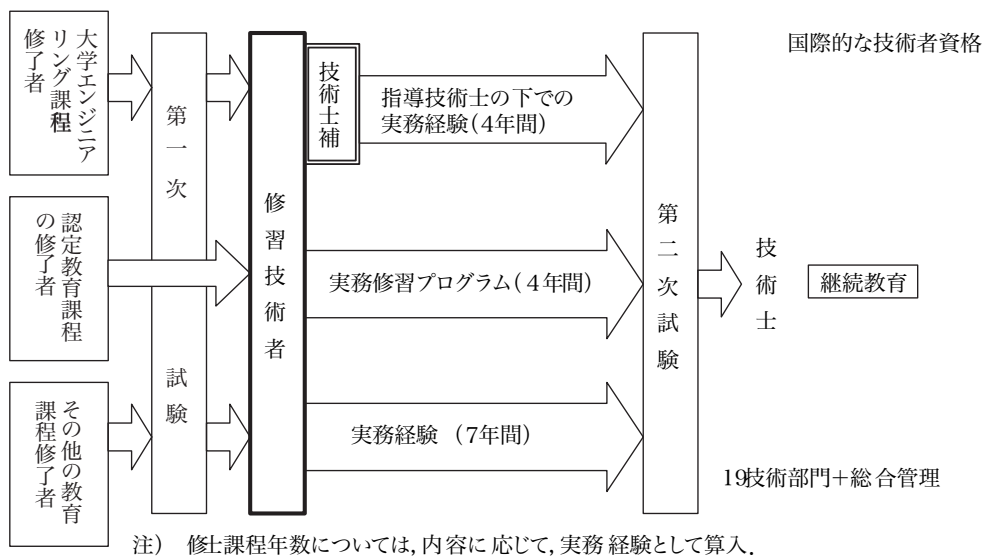 大学エンジニア
リング課程
修了者
認定教育課程
の修了者
その他の教育
課程修了者
第一次
試験
修習技術者
技術士補
指導技術士の下での
実務経験(4年間)
実務修習プログラム(4年間)
実務経験 (7年間)
第二次試験
技術士
継続教育
国際的な技術者資格
19技術部門+総合管理
注) 修士課程年数については,内容に応じて,実務経験として算入.